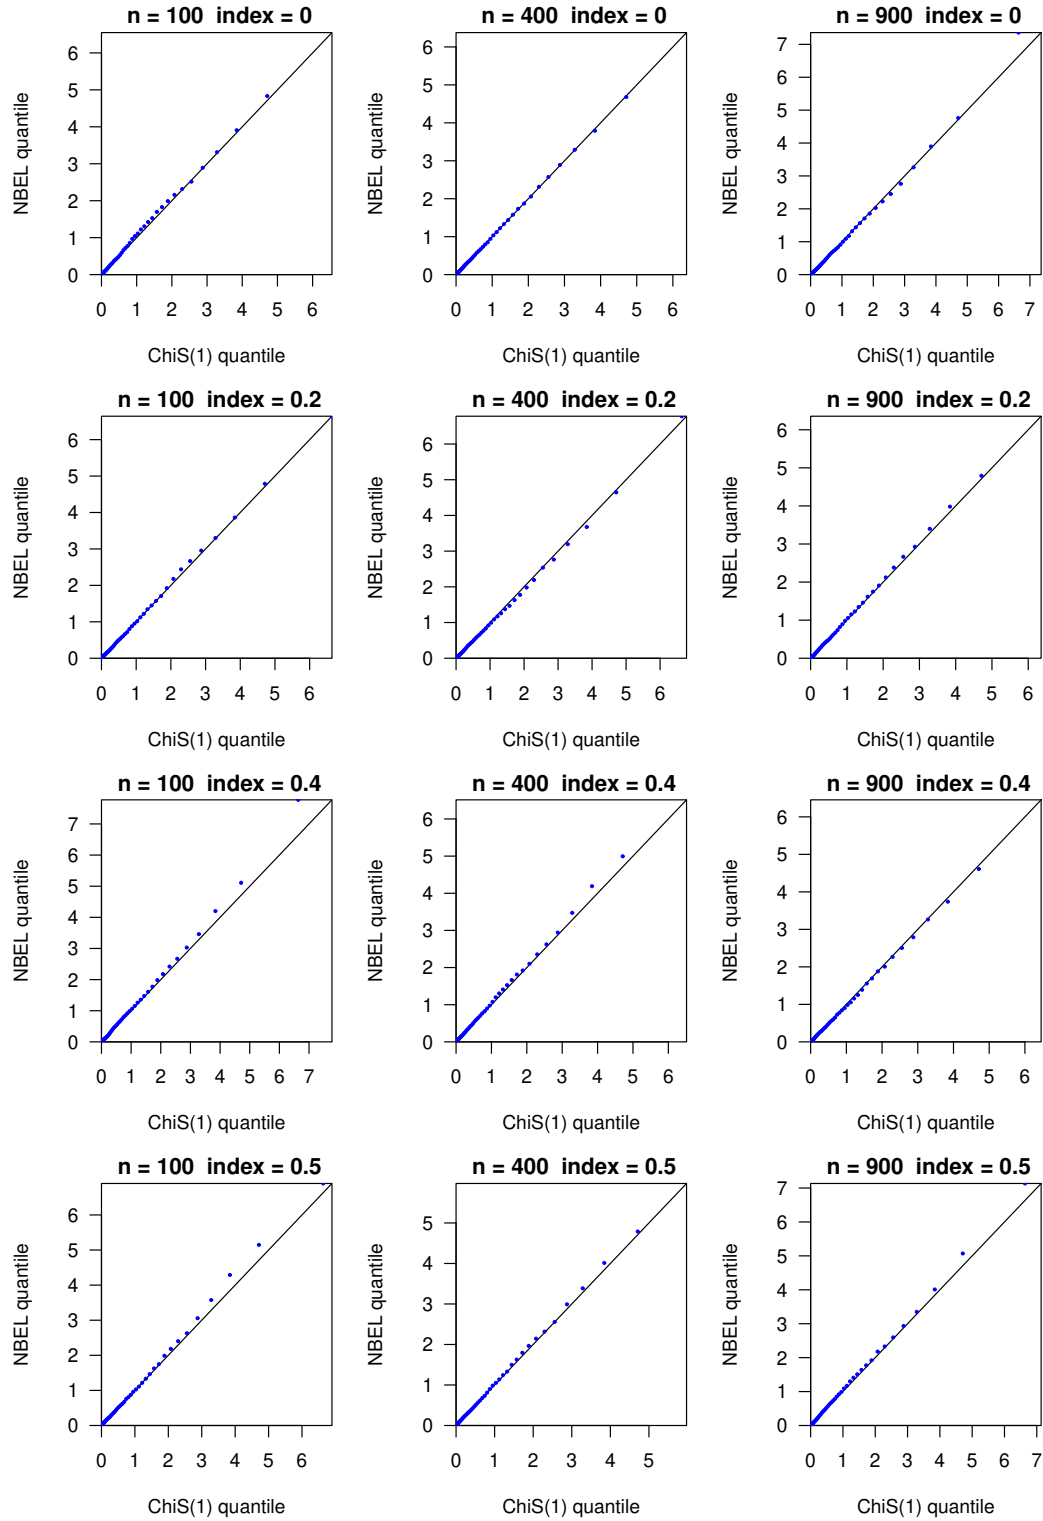 n = 100  index = 0
NBEL quantile
0 1 2 3 4 5 6
0 1 2 3 4 5 6
ChiS(1) quantile
n = 400  index = 0
NBEL quantile
0 1 2 3 4 5 6
0 1 2 3 4 5 6
ChiS(1) quantile
n = 900  index = 0
NBEL quantile
0 1 2 3 4 5 6 7
0 1 2 3 4 5 6 7
ChiS(1) quantile
n = 100  index = 0.2
NBEL quantile
0 1 2 3 4 5 6
0 1 2 3 4 5 6
ChiS(1) quantile
n = 400  index = 0.2
NBEL quantile
0 1 2 3 4 5 6
0 1 2 3 4 5 6
ChiS(1) quantile
n = 900  index = 0.2
NBEL quantile
0 1 2 3 4 5 6
0 1 2 3 4 5 6
ChiS(1) quantile
n = 100  index = 0.4
NBEL quantile
0 1 2 3 4 5 6 7
0 1 2 3 4 5 6 7
ChiS(1) quantile
n = 400  index = 0.4
NBEL quantile
0 1 2 3 4 5 6
0 1 2 3 4 5 6
ChiS(1) quantile
n = 900  index = 0.4
NBEL quantile
0 1 2 3 4 5 6
0 1 2 3 4 5 6
ChiS(1) quantile
n = 100  index = 0.5
NBEL quantile
0 1 2 3 4 5 6
0 1 2 3 4 5 6
ChiS(1) quantile
n = 400  index = 0.5
NBEL quantile
0 1 2 3 4 5
0 1 2 3 4 5
ChiS(1) quantile
n = 900  index = 0.5
NBEL quantile
0 1 2 3 4 5 6 7
0 1 2 3 4 5 6 7
ChiS(1) quantile